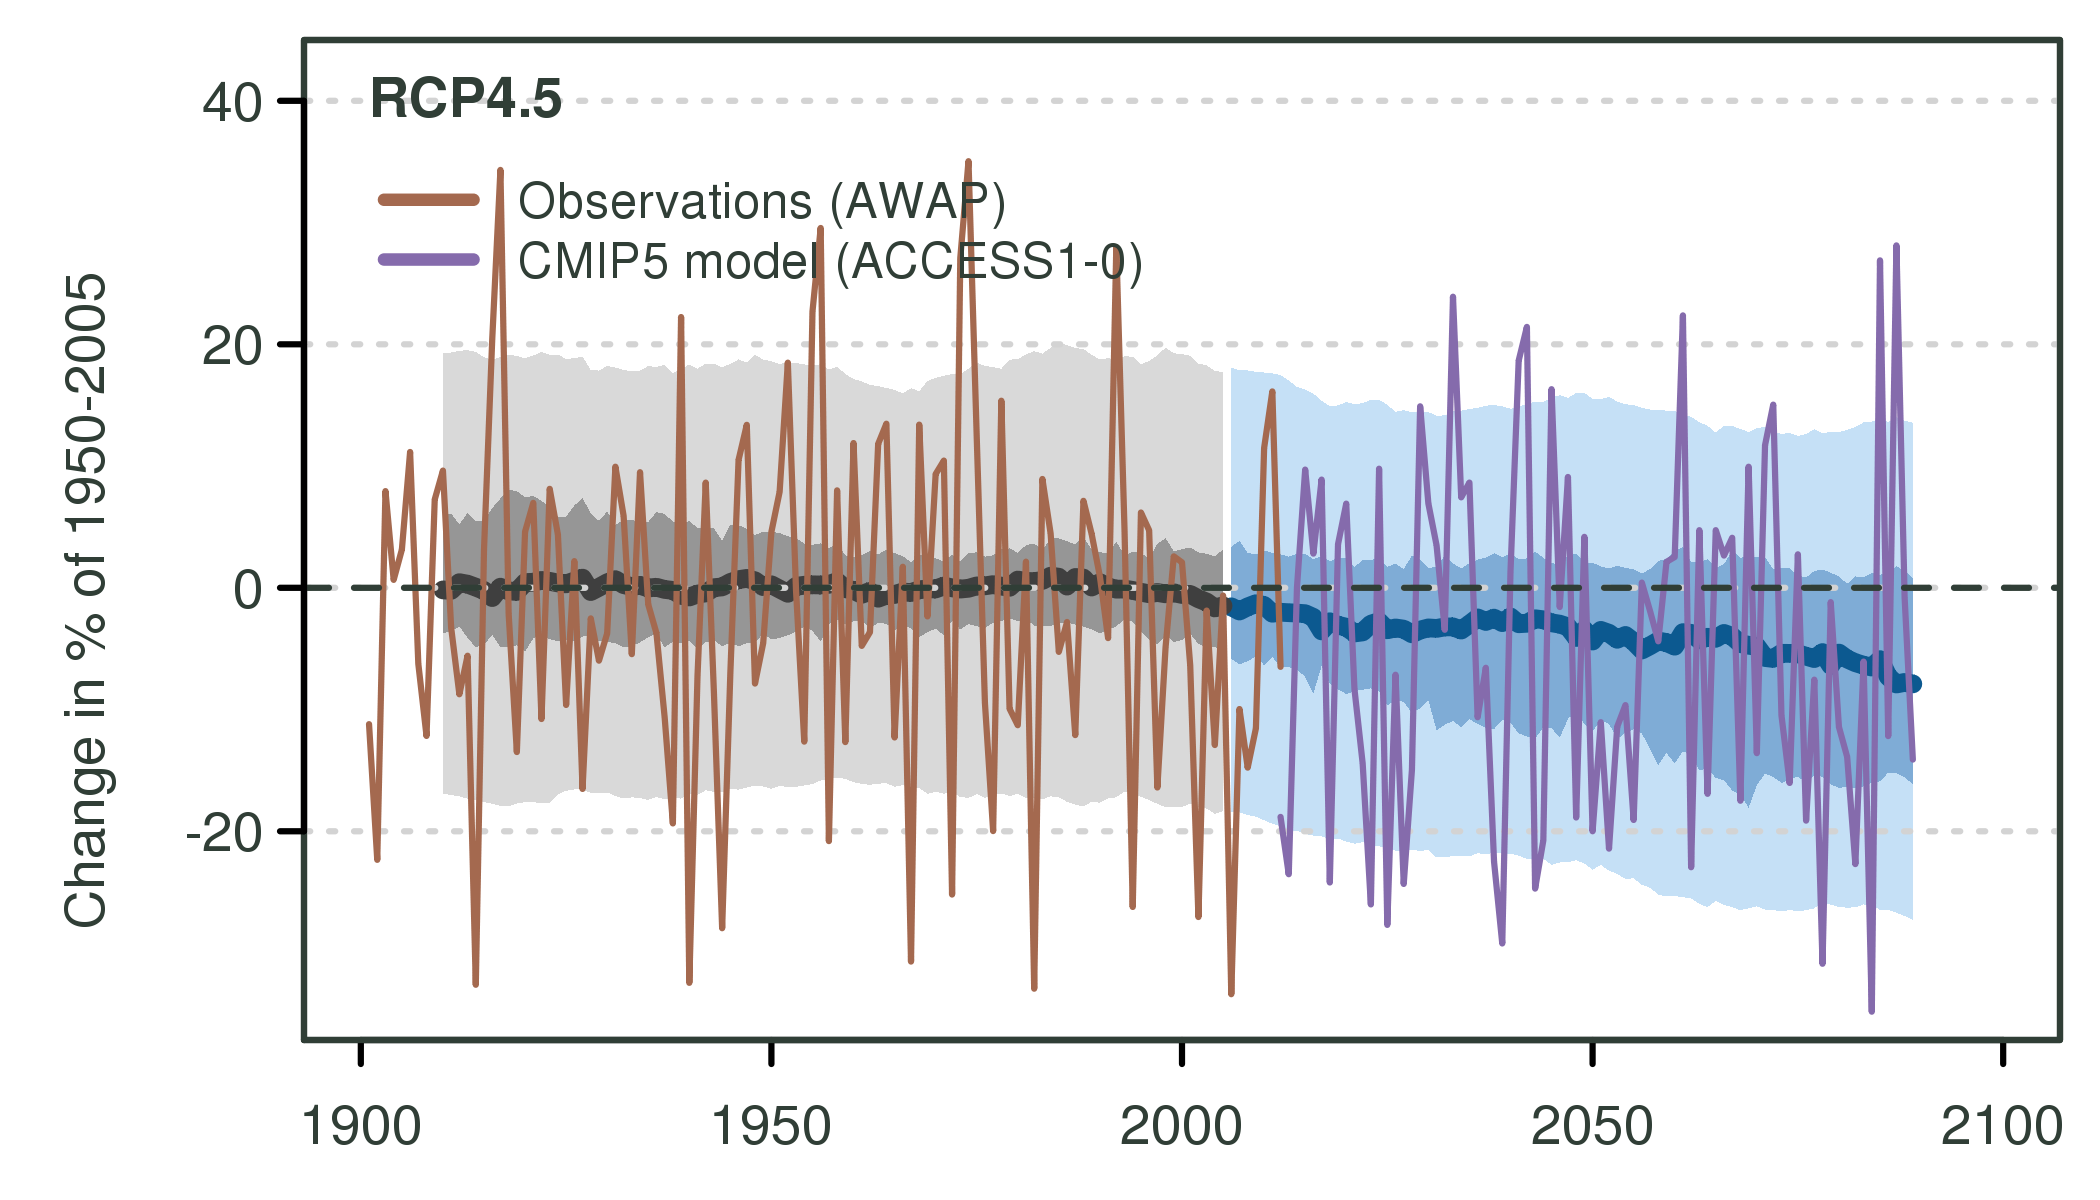 RCP4.5
Observations (AWAP)
CMIP5 model (ACCESS1-0)
Change in % of 1950-2005
40
20
0
-20
1900
1950
2000
2050
2100